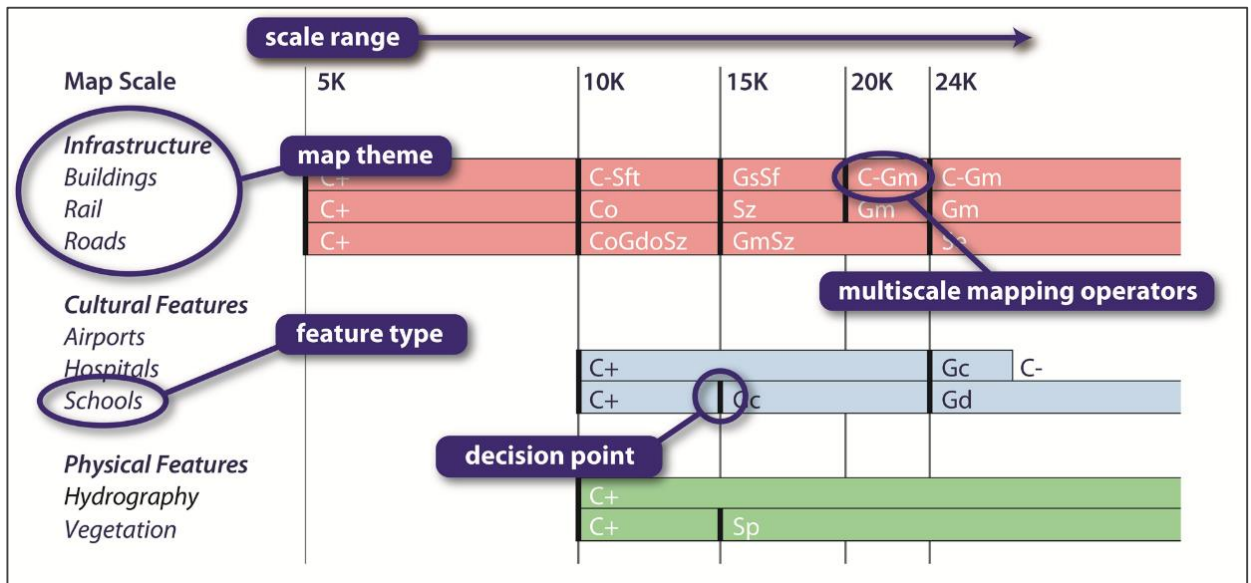 scale range
Map Scale 5K 10K 15K 20K 24K
Infrastructure
map theme
Buildings C+ C-Sft GsSf C-Gm C-Gm
Rail C+ Co Sz Gm Gm
Roads C+ CoGdoSz GmSz Se
multiscale mapping operators
Cultural Features
feature type
Airports
Hospitals C+ Gc C-
Schools C+ Gc Gd
decision point
Physical Features
Hydrography C+
Vegetation C+ Sp